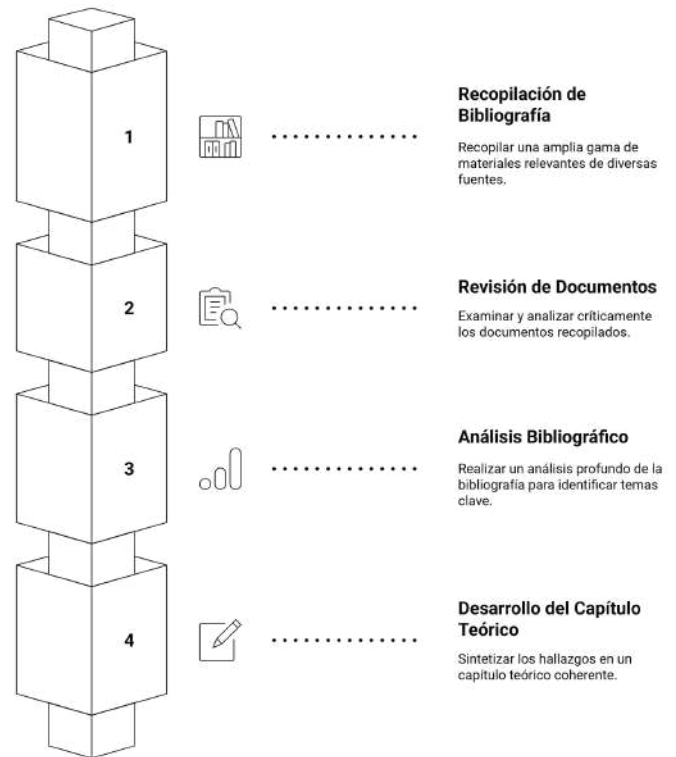 1
Recopilación de
Bibliografía
Recopilar una amplia gama de
materiales relevantes de diversas
fuentes.
2
Revisión de Documentos
Examinar y analizar críticamente
los documentos recopilados.
3
Análisis Bibliográfico
Realizar un análisis profundo de la
bibliografía para identificar temas
clave.
4
Desarrollo del Capítulo
Teórico
Sintetizar los hallazgos en un
capítulo teórico coherente.